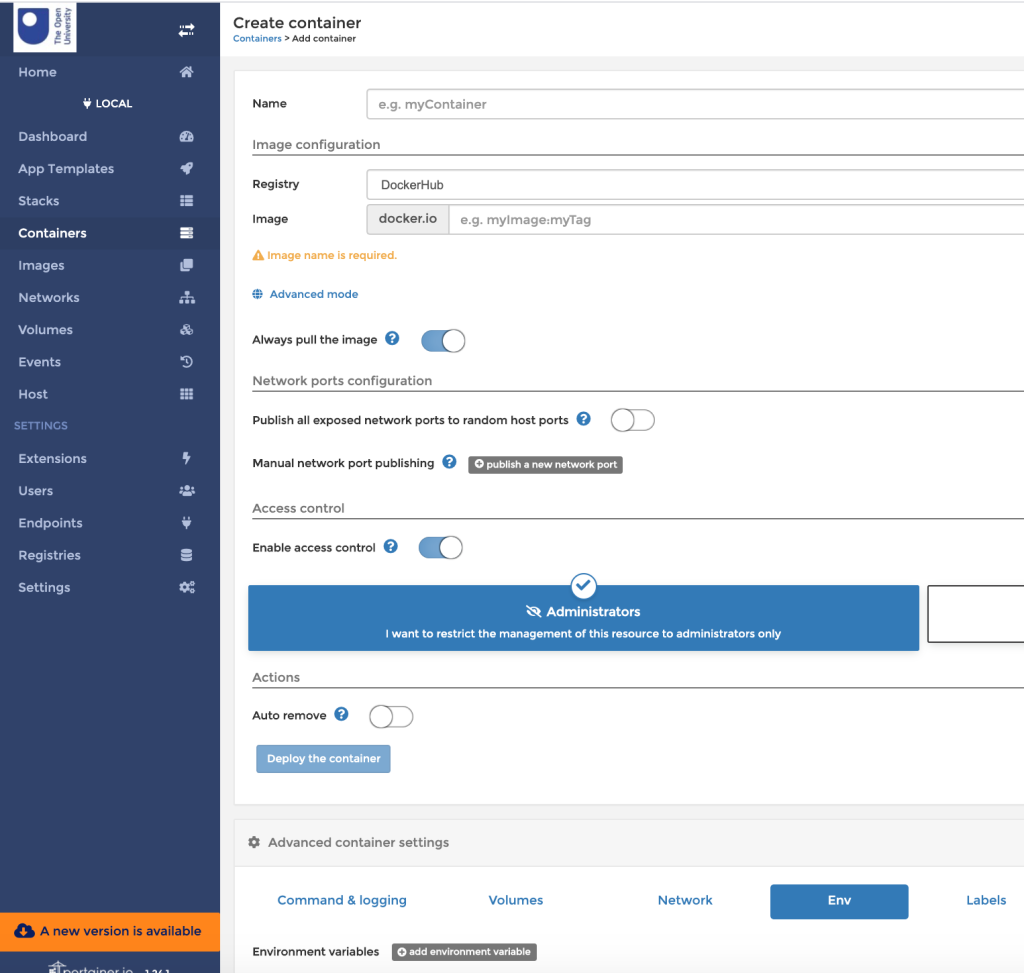 The Open
University
Create container
Containers > Add container
Home
LOCAL
Dashboard
App Templates
Stacks
Containers
Images
Networks
Volumes
Events
Host
SETTINGS
Extensions
Users
Endpoints
Registries
Settings
A new version is available
portainer.io 1.24.1
Name
e.g. myContainer
Image configuration
Registry
DockerHub
Image
docker.io
e.g. myImage:myTag
Image name is required.
Advanced mode
Always pull the image
Network ports configuration
Publish all exposed network ports to random host ports
Manual network port publishing
publish a new network port
Access control
Enable access control
Administrators
I want to restrict the management of this resource to administrators only
Actions
Auto remove
Deploy the container
Advanced container settings
Command & logging
Volumes
Network
Env
Labels
Environment variables
add environment variable